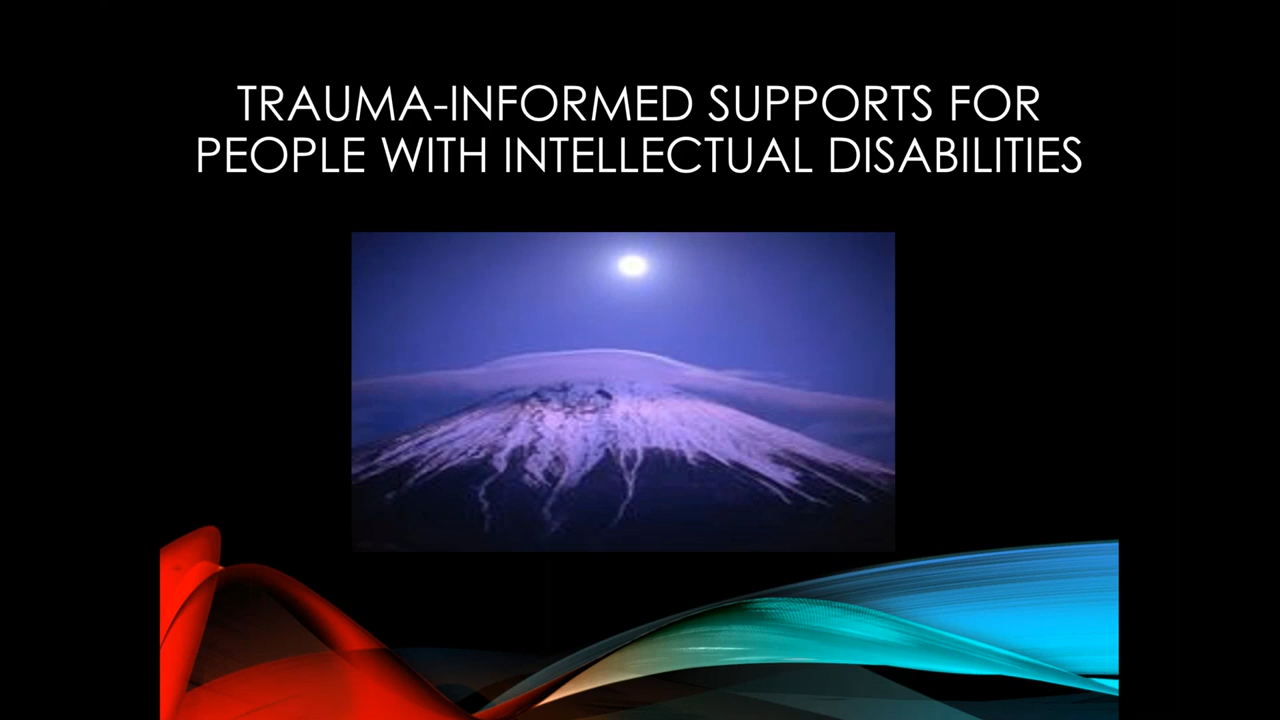 TRAUMA-INFORMED SUPPORTS FOR
PEOPLE WITH INTELLECTUAL DISABILITIES